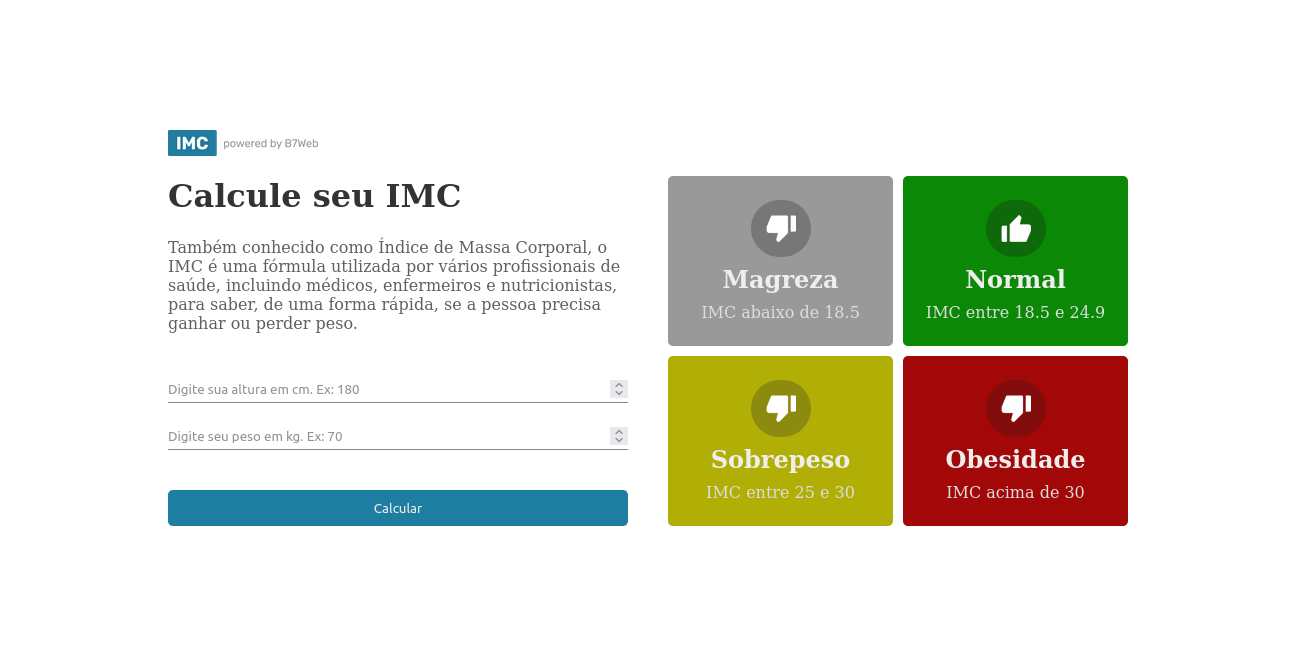 IMC powered by B7Web
Calcule seu IMC
Também conhecido como Índice de Massa Corporal, o
IMC é uma fórmula utilizada por vários profissionais de
saúde, incluindo médicos, enfermeiros e nutricionistas,
para saber, de uma forma rápida, se a pessoa precisa
ganhar ou perder peso.
Digite sua altura em cm. Ex: 180
Digite seu peso em kg. Ex: 70
Calcular
Magreza
IMC abaixo de 18.5
Normal
IMC entre 18.5 e 24.9
Sobrepeso
IMC entre 25 e 30
Obesidade
IMC acima de 30